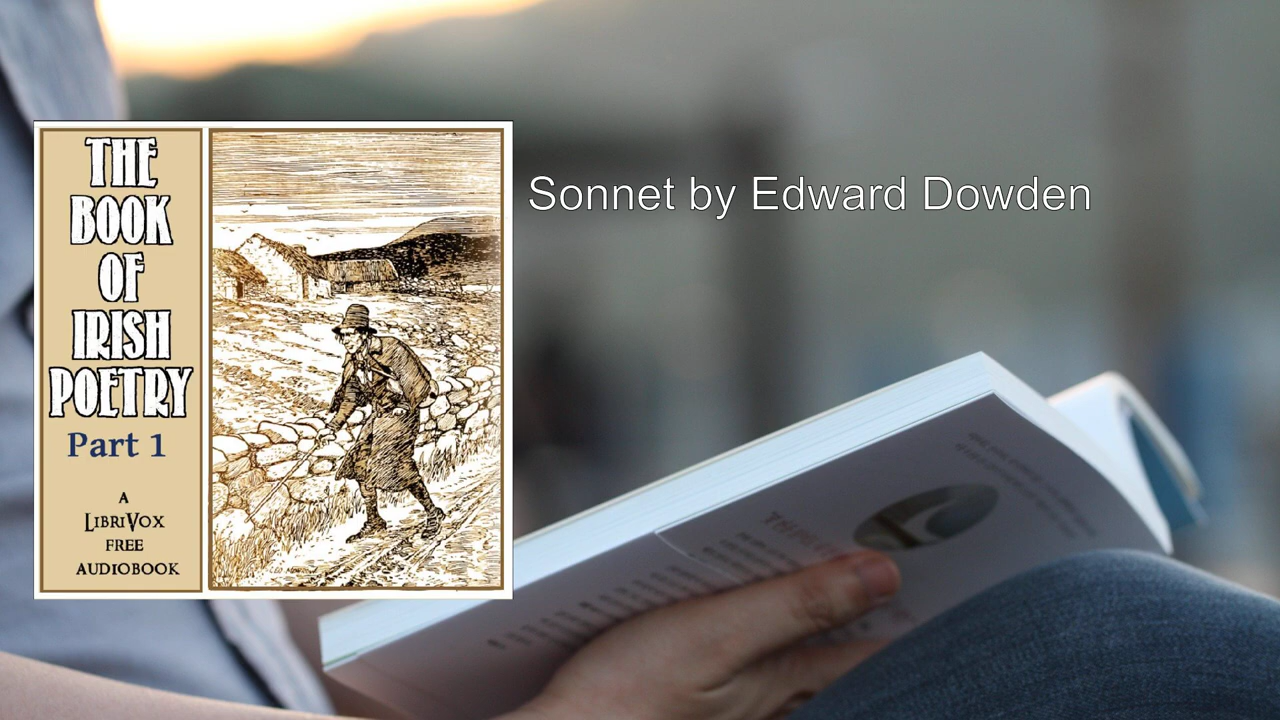 THE
BOOK
OF
IRISH
POETRY
Part 1
A
LIBRIVOX
FREE
AUDIOBOOK
Sonnet by Edward Dowden